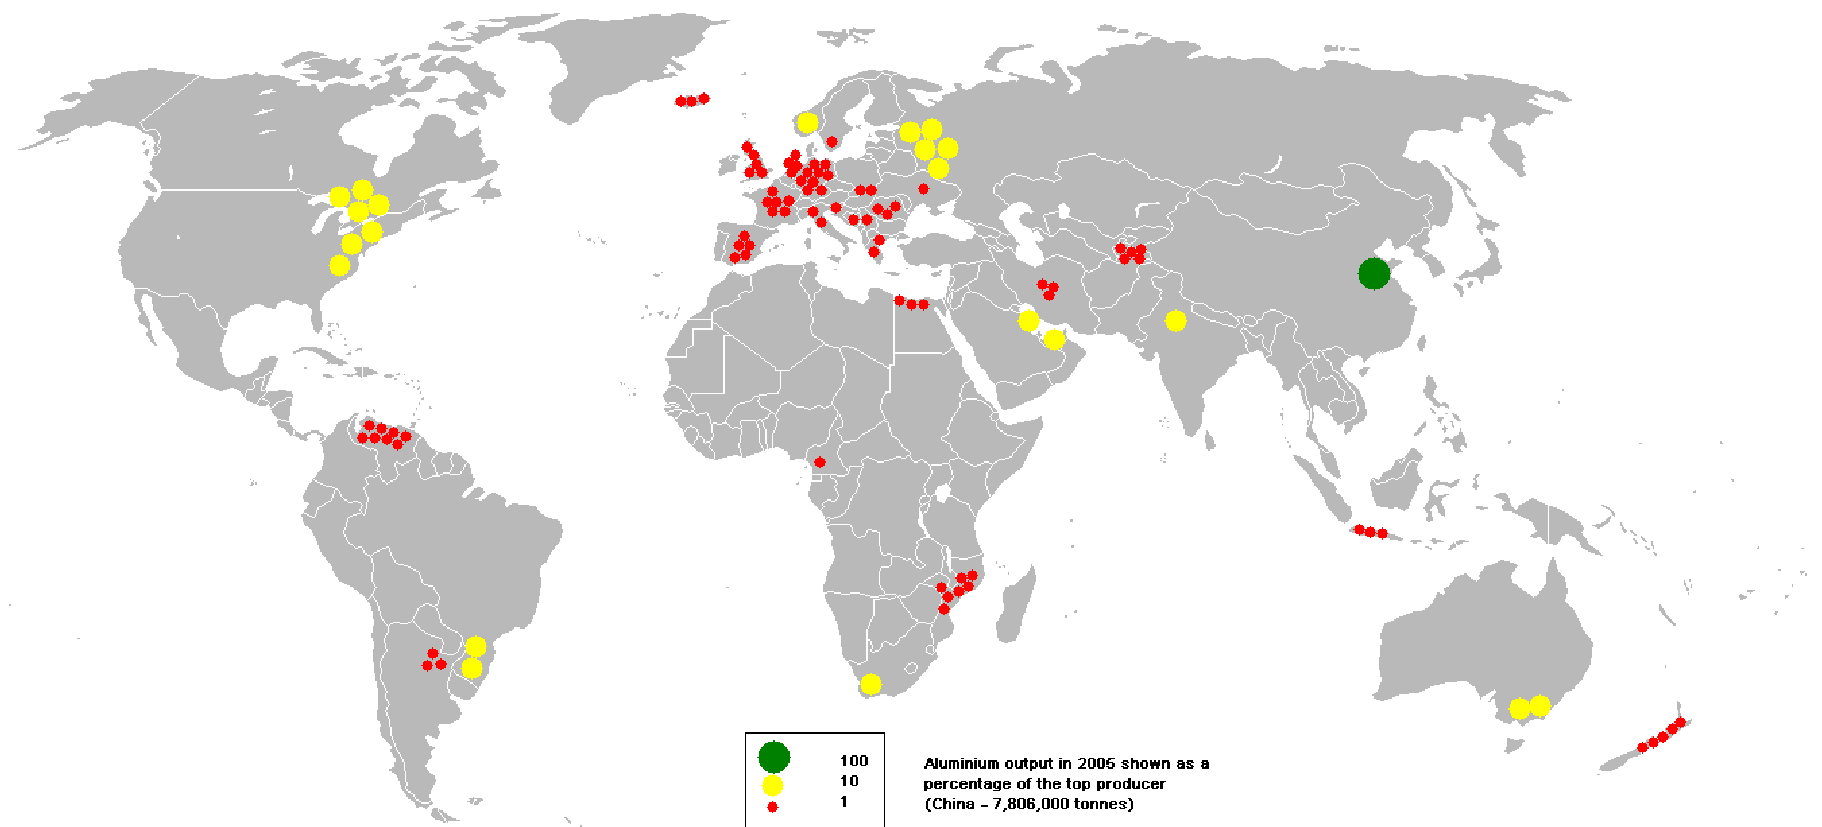 100
10
1
Aluminium output in 2005 shown as a
percentage of the top producer
(China - 7,806,000 tonnes)